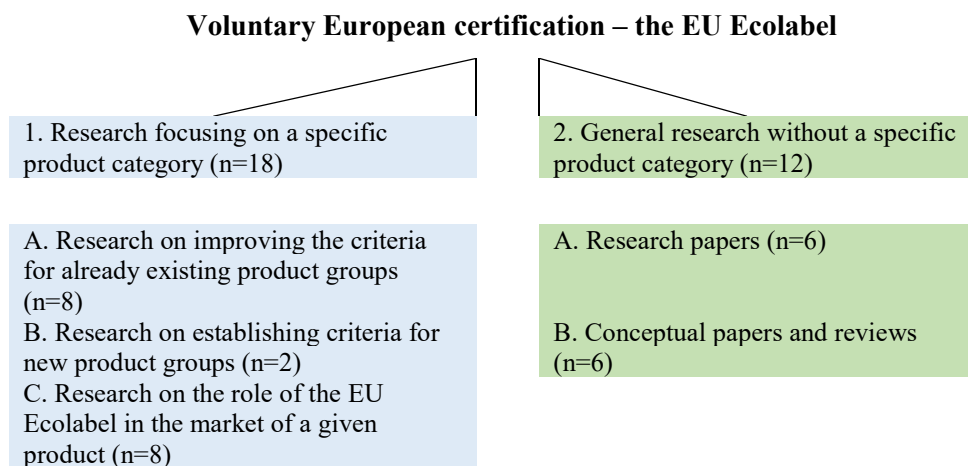 Voluntary European certification – the EU Ecolabel
1. Research focusing on a specific
product category (n=18)
2. General research without a specific
product category (n=12)
A. Research on improving the criteria
for already existing product groups
(n=8)
B. Research on establishing criteria for
new product groups (n=2)
C. Research on the role of the EU
Ecolabel in the market of a given
product (n=8)
A. Research papers (n=6)
B. Conceptual papers and reviews
(n=6)